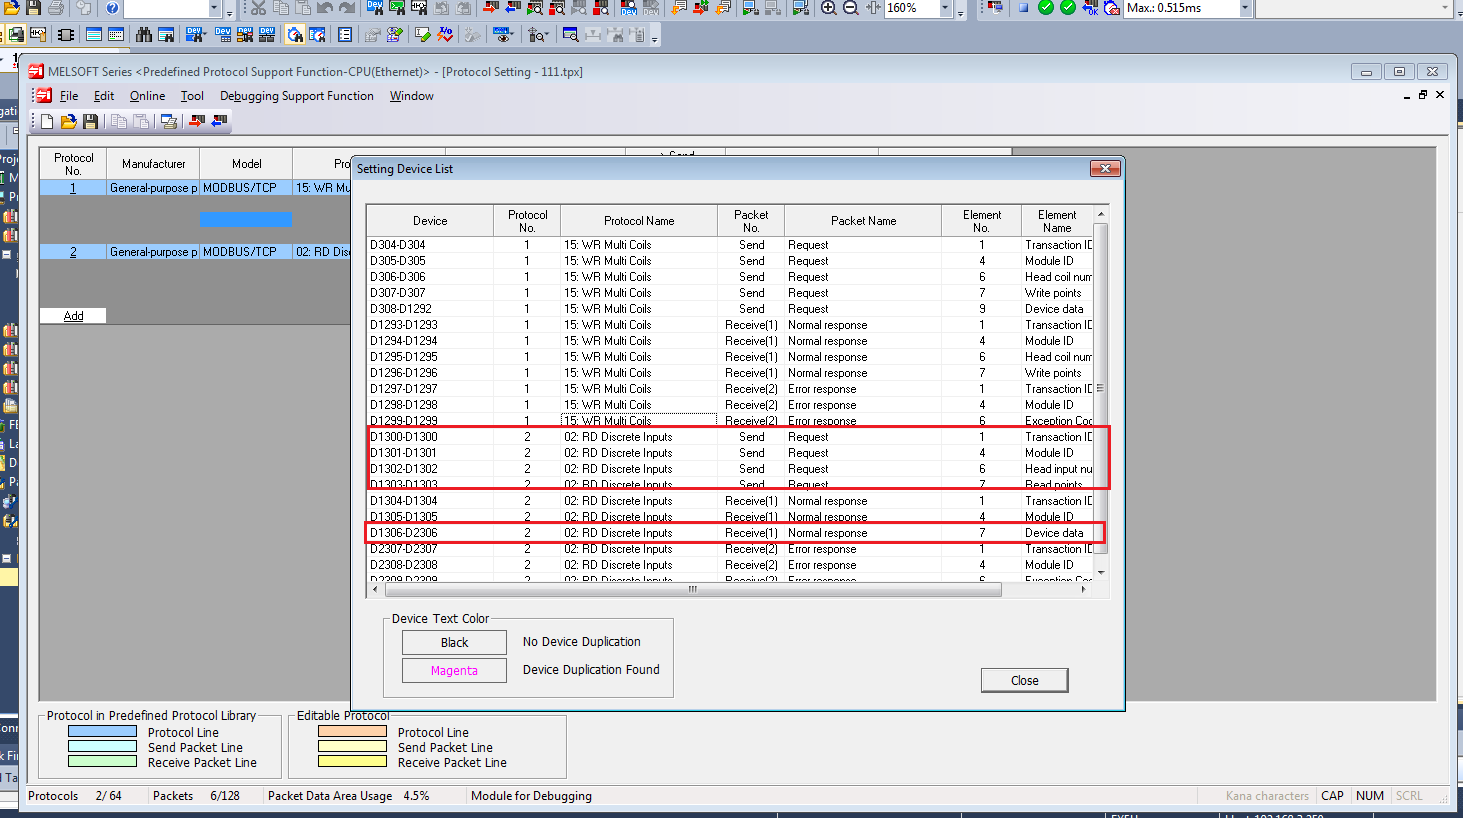 160%
Max.: 0.515ms
MELSOFT Series <Predefined Protocol Support Function-CPU(Ethernet)> - [Protocol Setting - 111.tpx]
File Edit Online Tool Debugging Support Function Window
Protocol No. Manufacturer Model
1 General-purpose p MODBUS/TCP 15: WR Mu
2 General-purpose p MODBUS/TCP 02: RD Dis
Add
Setting Device List
Device Protocol No. Protocol Name Packet No. Packet Name Element No. Element Name
D304-D304 1 15: WR Multi Coils Send Request 1 Transaction ID
D305-D305 1 15: WR Multi Coils Send Request 4 Module ID
D306-D306 1 15: WR Multi Coils Send Request 6 Head coil num
D307-D307 1 15: WR Multi Coils Send Request 7 Write points
D308-D1292 1 15: WR Multi Coils Send Request 9 Device data
D1293-D1293 1 15: WR Multi Coils Receive(1) Normal response 1 Transaction ID
D1294-D1294 1 15: WR Multi Coils Receive(1) Normal response 4 Module ID
D1295-D1295 1 15: WR Multi Coils Receive(1) Normal response 6 Head coil num
D1296-D1296 1 15: WR Multi Coils Receive(1) Normal response 7 Write points
D1297-D1297 1 15: WR Multi Coils Receive(2) Error response 1 Transaction ID
D1298-D1298 1 15: WR Multi Coils Receive(2) Error response 4 Module ID
D1299-D1299 1 15: WR Multi Coils Receive(2) Error response 6 Exception Coc
D1300-D1300 2 02: RD Discrete Inputs Send Request 1 Transaction ID
D1301-D1301 2 02: RD Discrete Inputs Send Request 4 Module ID
D1302-D1302 2 02: RD Discrete Inputs Send Request 6 Head input nu
D1303-D1303 2 02: RD Discrete Inputs Send Request 7 Read points
D1304-D1304 2 02: RD Discrete Inputs Receive(1) Normal response 1 Transaction ID
D1305-D1305 2 02: RD Discrete Inputs Receive(1) Normal response 4 Module ID
D1306-D2306 2 02: RD Discrete Inputs Receive(1) Normal response 7 Device data
D2307-D2307 2 02: RD Discrete Inputs Receive(2) Error response 1 Transaction ID
D2308-D2308 2 02: RD Discrete Inputs Receive(2) Error response 4 Module ID
D2309-D2309 2 02: RD Discrete Inputs Receive(2) Error response 6 Exception Coc
Device Text Color
Black No Device Duplication
Magenta Device Duplication Found
Close
Protocol in Predefined Protocol Library
Protocol Line
Send Packet Line
Receive Packet Line
Editable Protocol
Protocol Line
Send Packet Line
Receive Packet Line
Protocols 2/ 64 Packets 6/128 Packet Data Area Usage 4.5% Module for Debugging Kana characters CAP NUM SCRL